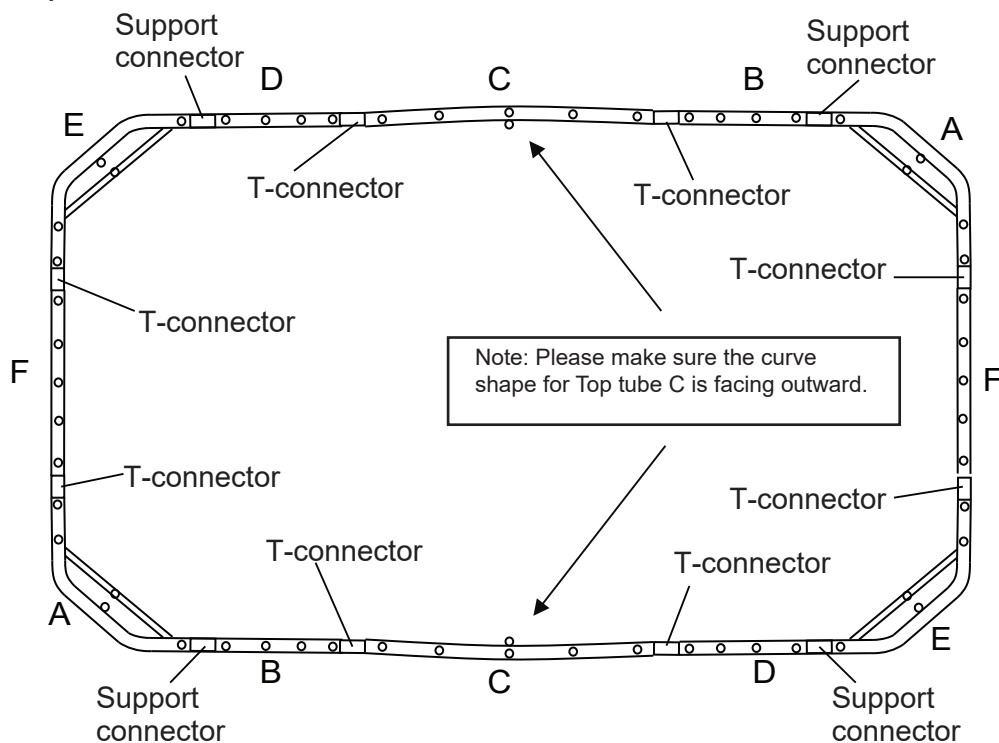 Support
connector
D
C
B
Support
connector
E
A
T-connector
T-connector
T-connector
T-connector
Note: Please make sure the curve
shape for Top tube C is facing outward.
F
F
T-connector
T-connector
T-connector
T-connector
A
E
B
C
D
Support
connector
Support
connector